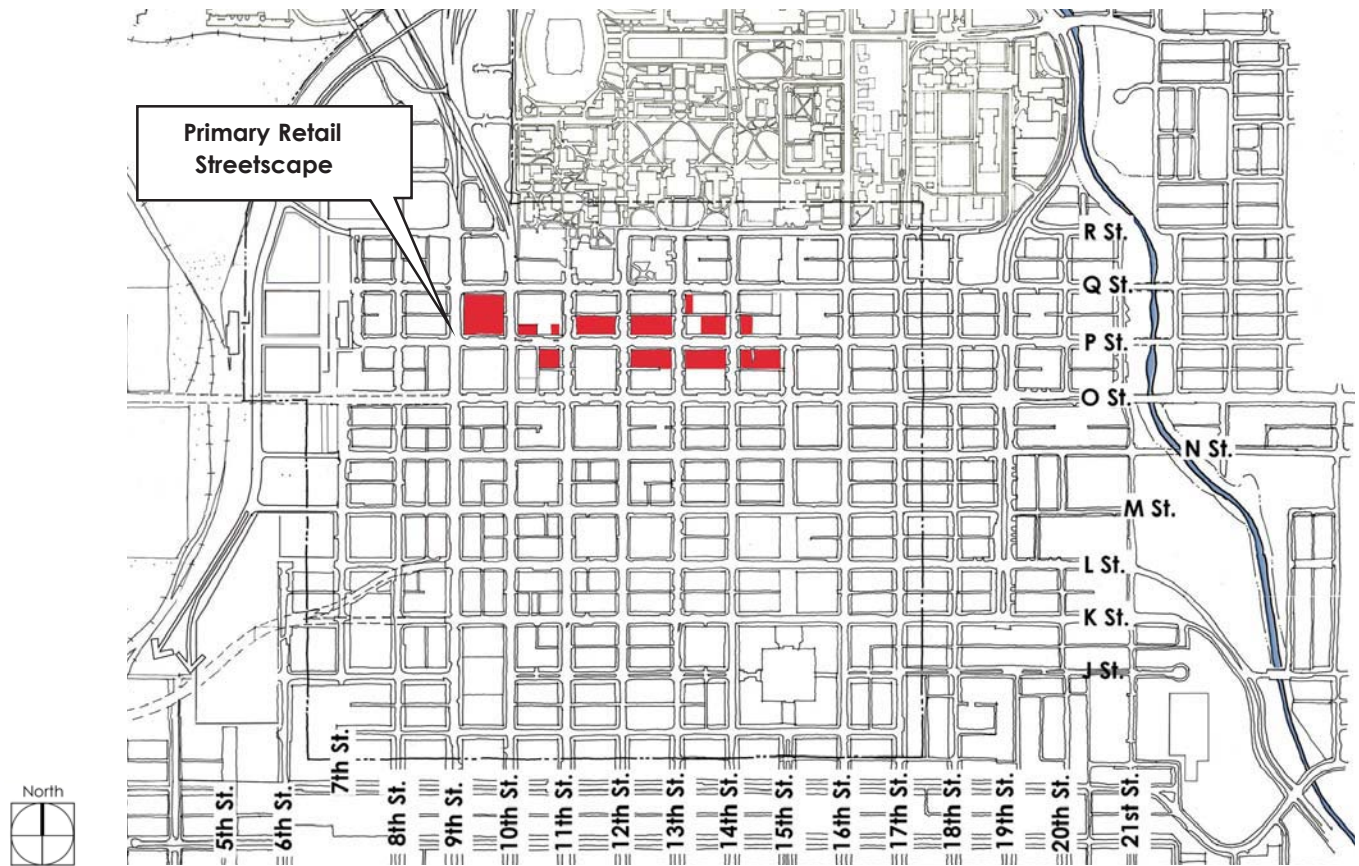 Primary Retail
Streetscape
R St.
Q St.
P St.
O St.
N St.
M St.
L St.
K St.
J St.
North
5th St.
6th St.
7th St.
8th St.
9th St.
10th St.
11th St.
12th St.
13th St.
14th St.
15th St.
16th St.
17th St.
18th St.
19th St.
20th St.
21st St.